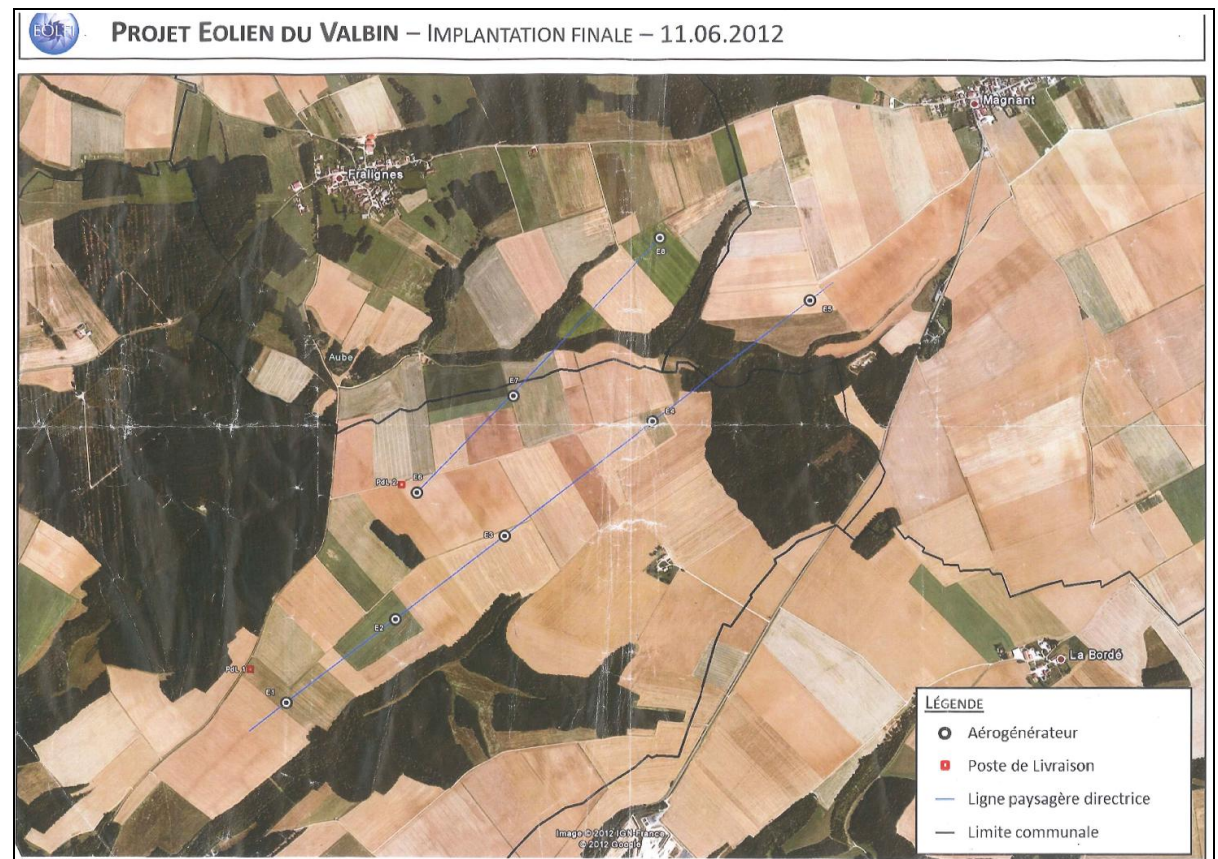 EOLFI
PROJET EOLIEN DU VALBIN – IMPLANTATION FINALE – 11.06.2012
Magnant
Fralignes
E8
E5
Aube
E7
E4
PdL 2
E6
E3
E2
PdL 1
E1
La Bordé
LÉGENDE
Aérogénérateur
Poste de Livraison
Ligne paysagère directrice
Limite communale
Image © 2012 IGN-France
© 2012 Google